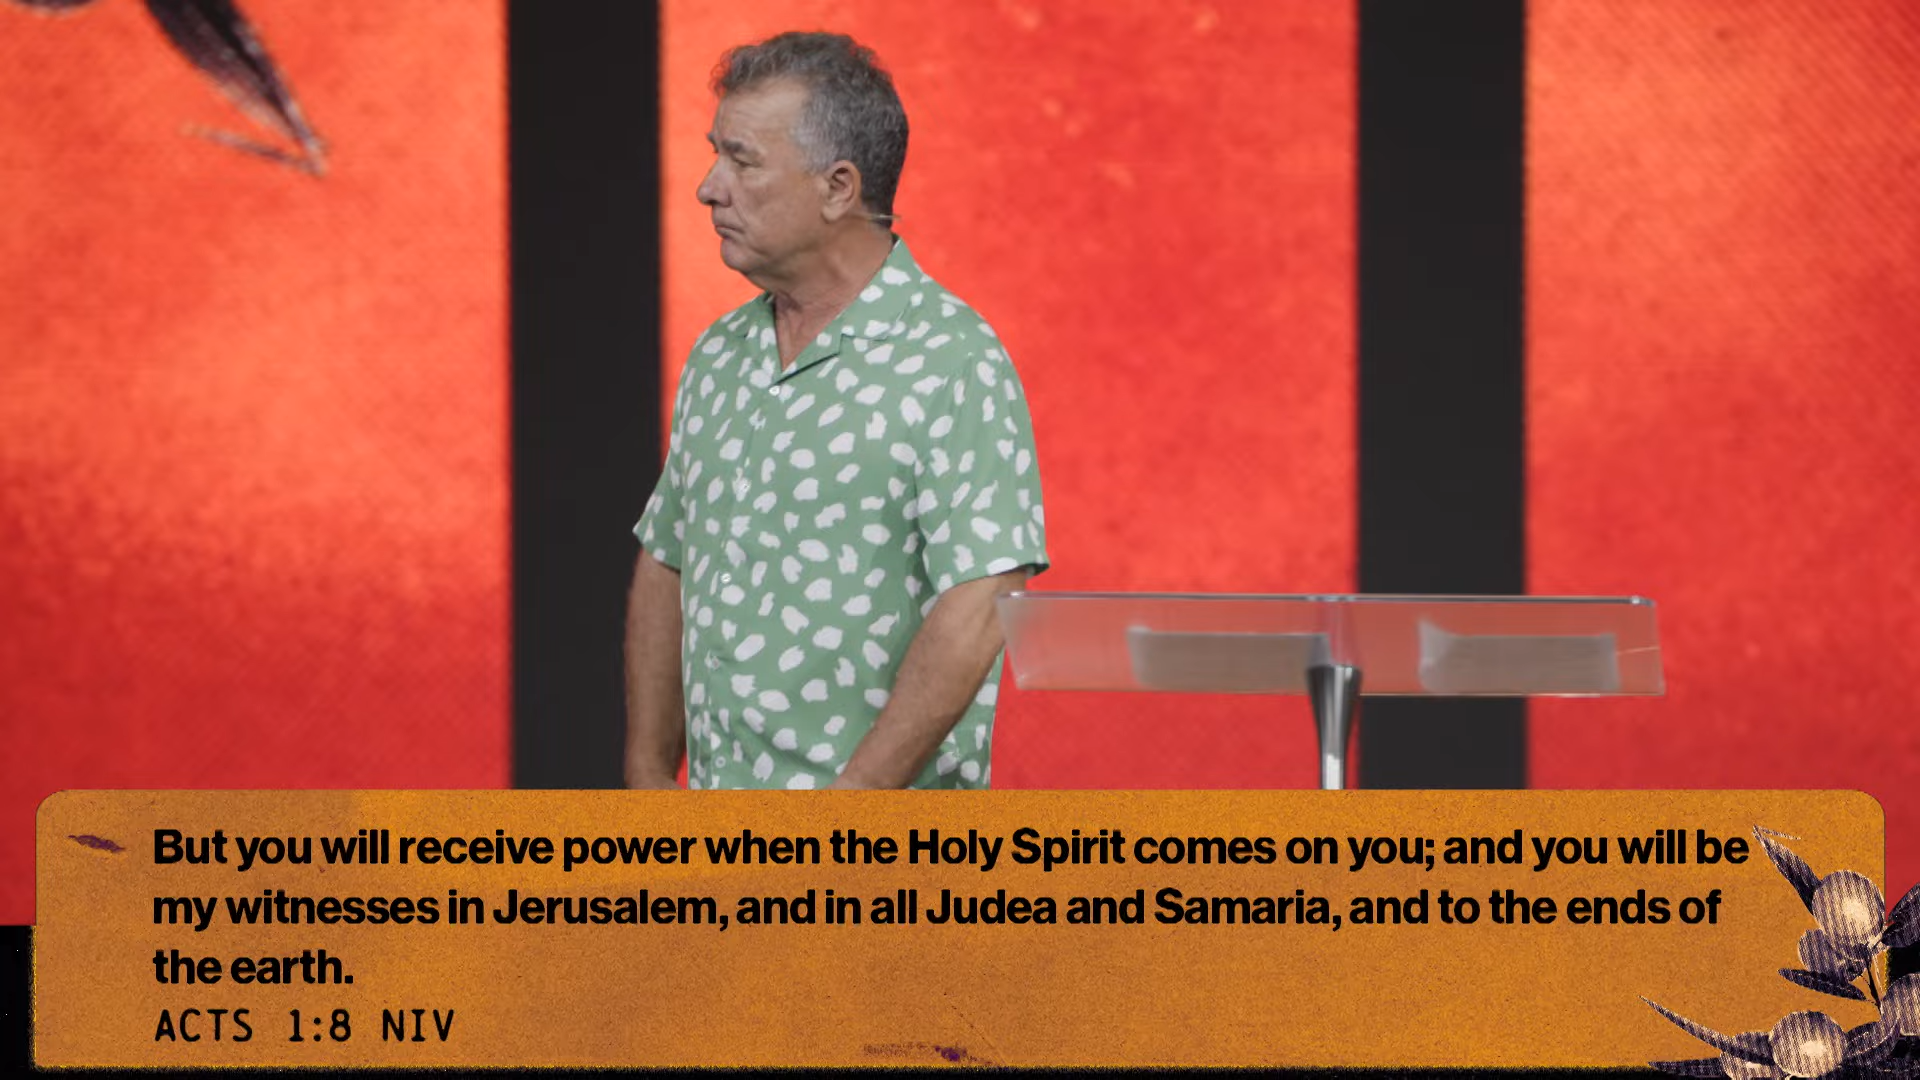 But you will receive power when the Holy Spirit comes on you; and you will be
my witnesses in Jerusalem, and in all Judea and Samaria, and to the ends of
the earth.
ACTS 1:8 NIV